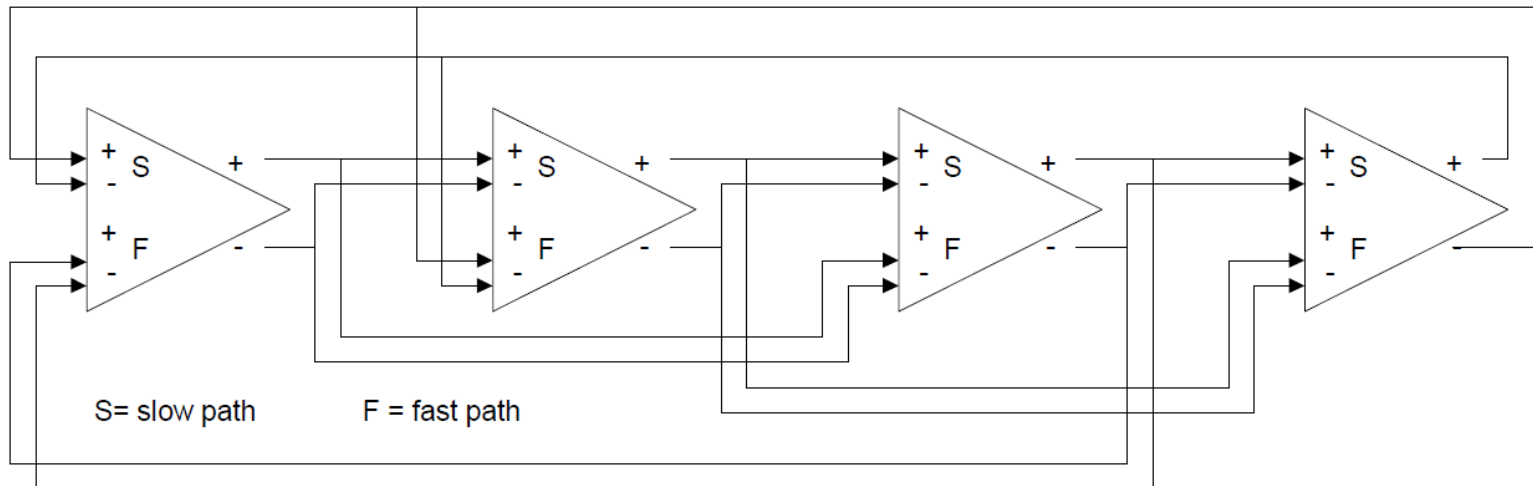 + S + + S + + S + + S +
- - - -
+ F - + F - + F - + F -
- - - -
S= slow path F = fast path